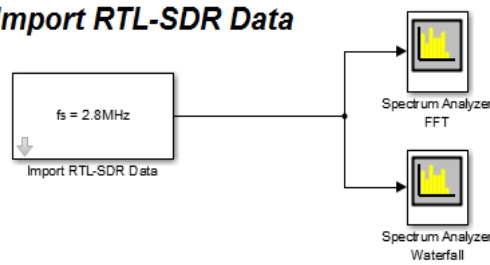 Import RTL-SDR Data
fs = 2.8MHz
Import RTL-SDR Data
Spectrum Analyzer
FFT
Spectrum Analyzer
Waterfall